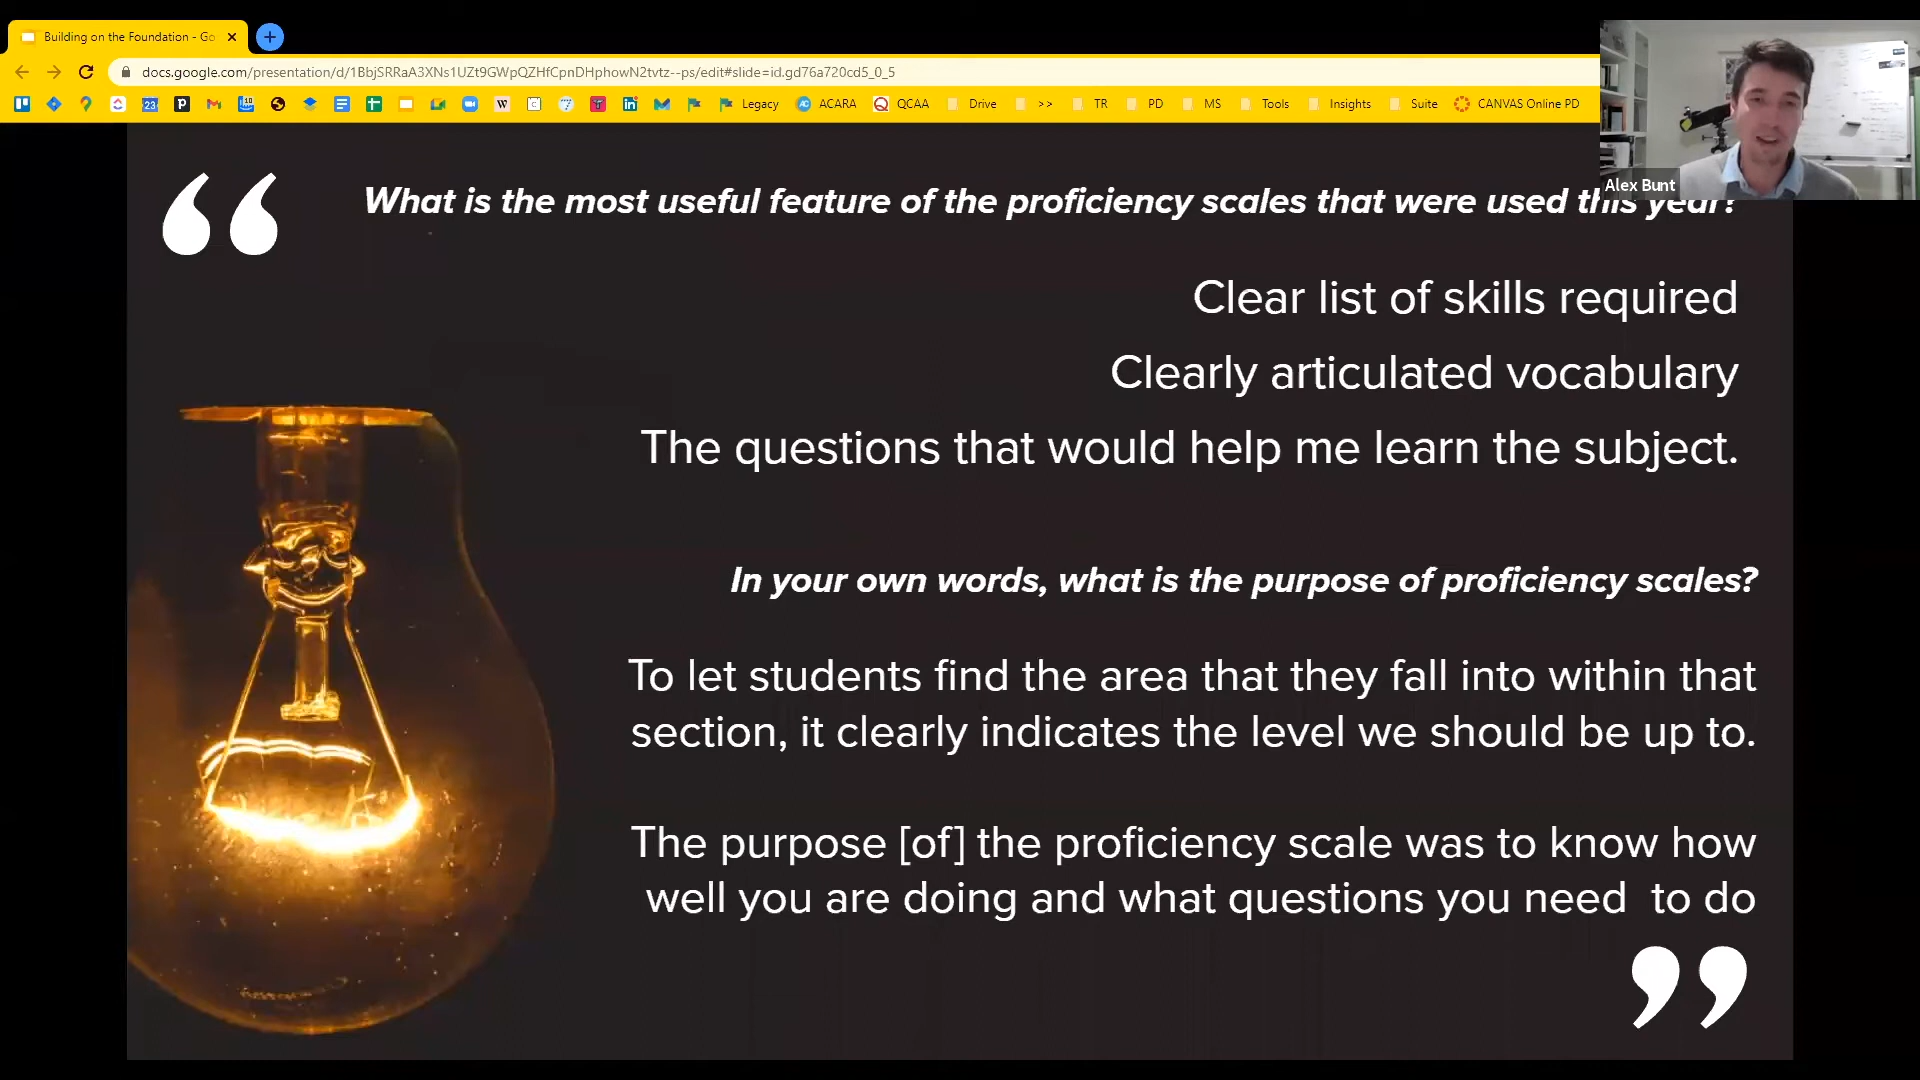 Building on the Foundation - Go
docs.google.com/presentation/d/1BbjSRRaA3XNs1UZt9GWpQZHfCpnDHphowN2tvtz--ps/edit#slide=id.gd76a720cd5_0_5
Legacy ACARA QCAA Drive >> TR PD MS Tools Insights Suite CANVAS Online PD
Alex Bunt
What is the most useful feature of the proficiency scales that were used this year?
Clear list of skills required
Clearly articulated vocabulary
The questions that would help me learn the subject.
In your own words, what is the purpose of proficiency scales?
To let students find the area that they fall into within that
section, it clearly indicates the level we should be up to.
The purpose [of] the proficiency scale was to know how
well you are doing and what questions you need to do